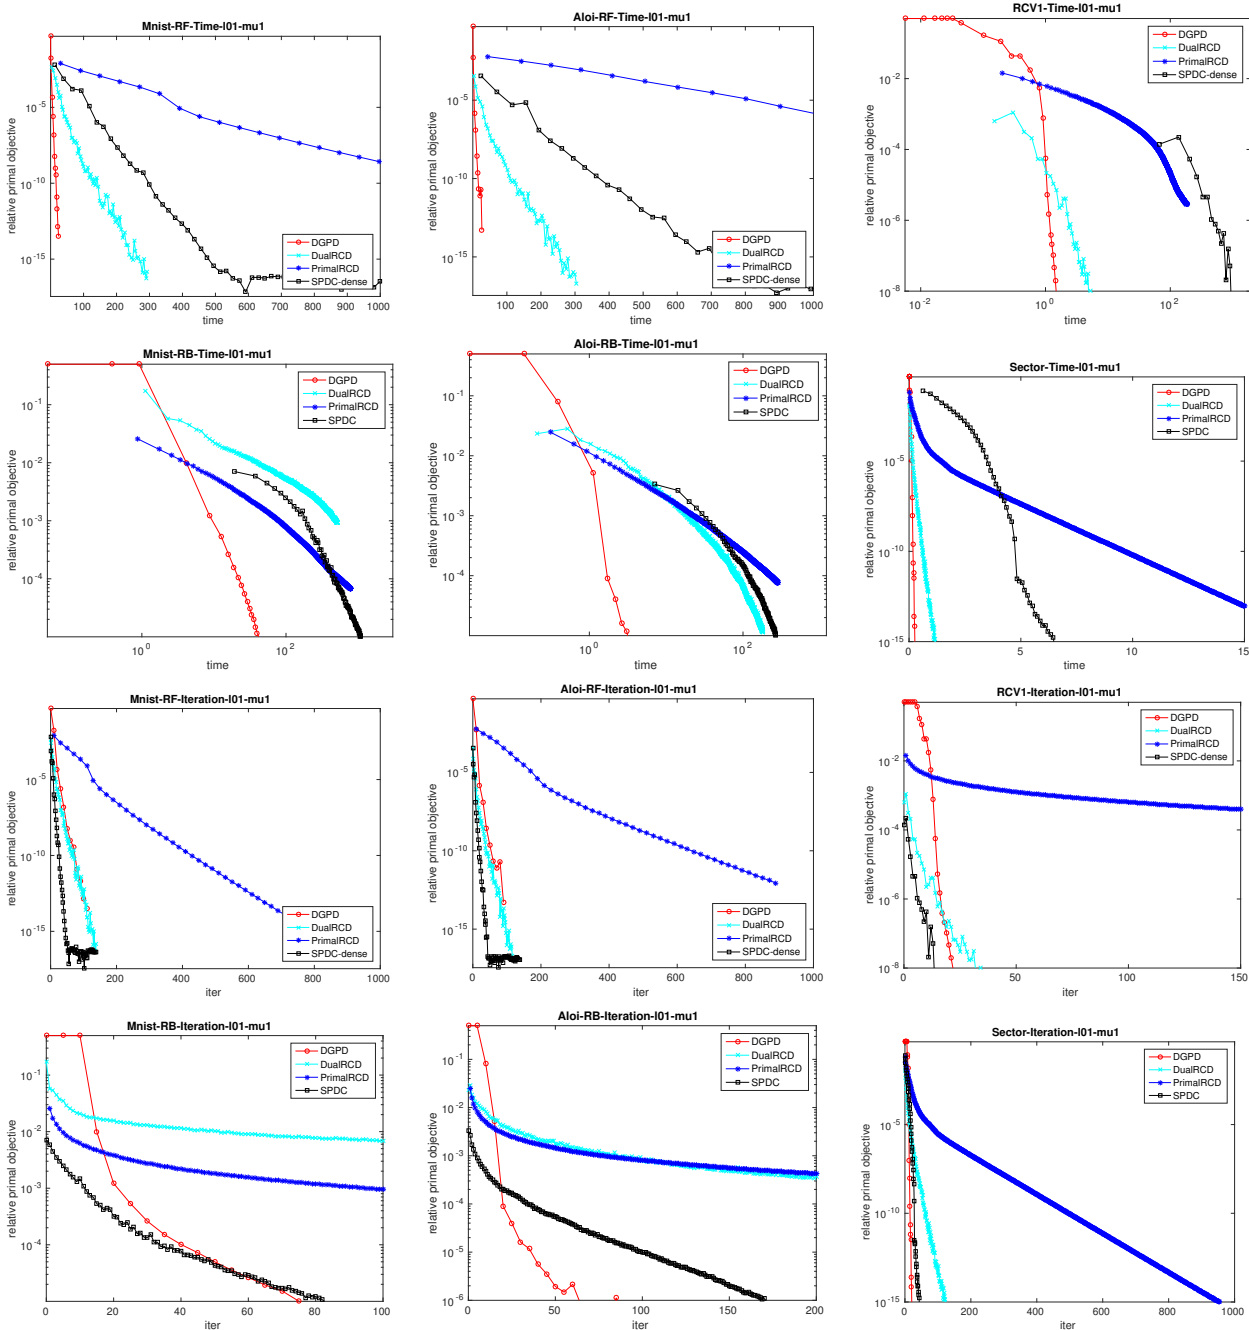 Mnist-RF-Time-l01-mu1
relative primal objective
10^-5
10^-10
10^-15
100 200 300 400 500 600 700 800 900 1000
time
DGPD
DualRCD
PrimalRCD
SPDC-dense
Aloi-RF-Time-l01-mu1
relative primal objective
10^-5
10^-10
10^-15
100 200 300 400 500 600 700 800 900 1000
time
DGPD
DualRCD
PrimalRCD
SPDC-dense
RCV1-Time-l01-mu1
relative primal objective
10^-2
10^-4
10^-6
10^-8
10^-2 10^0 10^2
time
DGPD
DualRCD
PrimalRCD
SPDC-dense
Mnist-RB-Time-l01-mu1
relative primal objective
10^-1
10^-2
10^-3
10^-4
10^0 10^2
time
DGPD
DualRCD
PrimalRCD
SPDC
Aloi-RB-Time-l01-mu1
relative primal objective
10^-1
10^-2
10^-3
10^-4
10^0 10^2
time
DGPD
DualRCD
PrimalRCD
SPDC
Sector-Time-l01-mu1
relative primal objective
10^-5
10^-10
10^-15
0 5 10 15
time
DGPD
DualRCD
PrimalRCD
SPDC
Mnist-RF-Iteration-l01-mu1
relative primal objective
10^-5
10^-10
10^-15
0 200 400 600 800 1000
iter
DGPD
DualRCD
PrimalRCD
SPDC-dense
Aloi-RF-Iteration-l01-mu1
relative primal objective
10^-5
10^-10
10^-15
0 200 400 600 800 1000
iter
DGPD
DualRCD
PrimalRCD
SPDC-dense
RCV1-Iteration-l01-mu1
relative primal objective
10^-2
10^-4
10^-6
10^-8
0 50 100 150
iter
DGPD
DualRCD
PrimalRCD
SPDC-dense
Mnist-RB-Iteration-l01-mu1
relative primal objective
10^-1
10^-2
10^-3
10^-4
0 20 40 60 80 100
iter
DGPD
DualRCD
PrimalRCD
SPDC
Aloi-RB-Iteration-l01-mu1
relative primal objective
10^-1
10^-2
10^-3
10^-4
10^-5
10^-6
0 50 100 150 200
iter
DGPD
DualRCD
PrimalRCD
SPDC
Sector-Iteration-l01-mu1
relative primal objective
10^-5
10^-10
10^-15
0 200 400 600 800 1000
iter
DGPD
DualRCD
PrimalRCD
SPDC